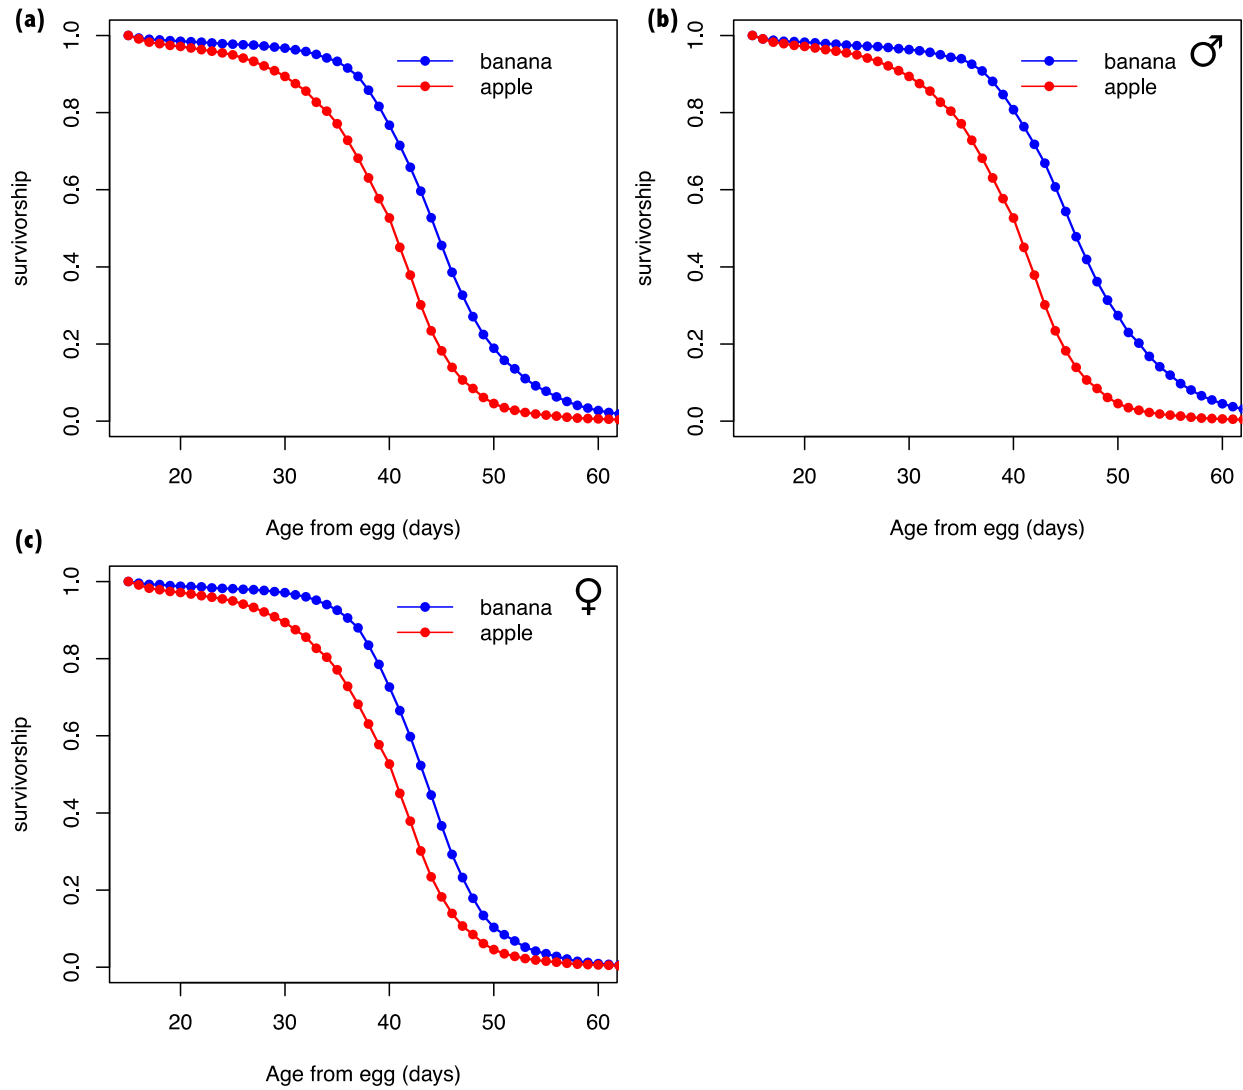 (a)
1.0
0.8
0.6
0.4
0.2
0.0
survivorship
banana
apple
20 30 40 50 60
Age from egg (days)
(b)
1.0
0.8
0.6
0.4
0.2
0.0
survivorship
banana ♂
apple
20 30 40 50 60
Age from egg (days)
(c)
1.0
0.8
0.6
0.4
0.2
0.0
survivorship
banana ♀
apple
20 30 40 50 60
Age from egg (days)